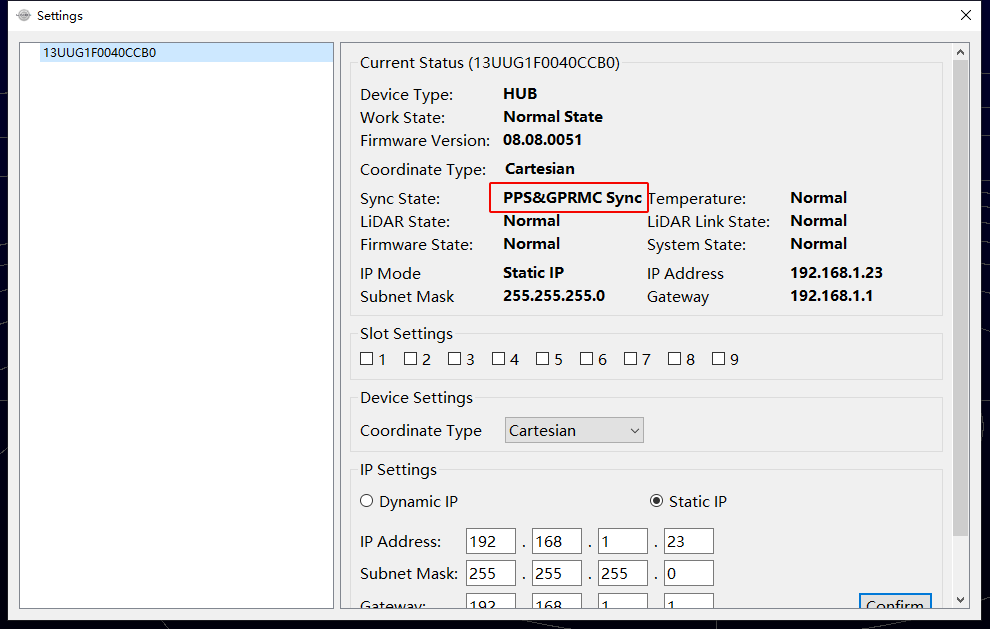 Settings
13UUG1F0040CCB0
Current Status (13UUG1F0040CCB0)
Device Type: HUB
Work State: Normal State
Firmware Version: 08.08.0051
Coordinate Type: Cartesian
Sync State: PPS&GPRMC Sync Temperature: Normal
LiDAR State: Normal LiDAR Link State: Normal
Firmware State: Normal System State: Normal
IP Mode Static IP IP Address 192.168.1.23
Subnet Mask 255.255.255.0 Gateway 192.168.1.1
Slot Settings
1 2 3 4 5 6 7 8 9
Device Settings
Coordinate Type Cartesian
IP Settings
Dynamic IP Static IP
IP Address: 192 . 168 . 1 . 23
Subnet Mask: 255 . 255 . 255 . 0
Gateway: 192 168 1 1 Confirm